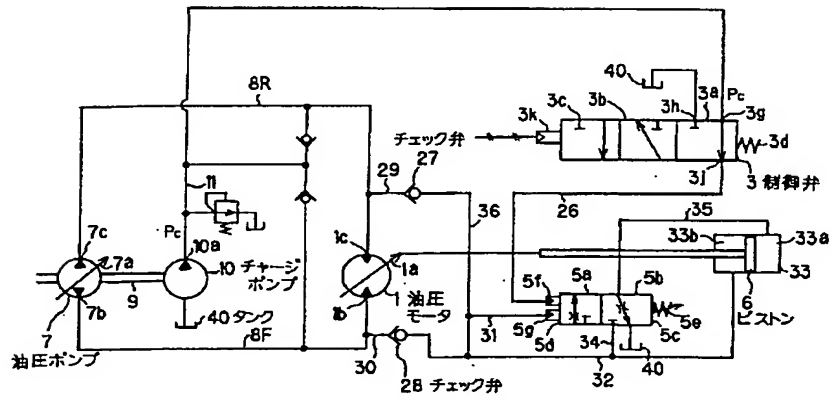 8R
40
3c
3b
3h
3a
Pc
3g
3k
3d
チェック弁
3j
3 制御弁
29
27
26
11
36
35
7c
Pc
10a
1c
33b
33a
7a
1a
5f
5a
5b
33
10 チャージポンプ
1 油圧モータ
6 ピストン
9
7b
1b
5g
5e
7
40 タンク
31
5d
34
5c
油圧ポンプ
8F
30
32
40
28 チェック弁